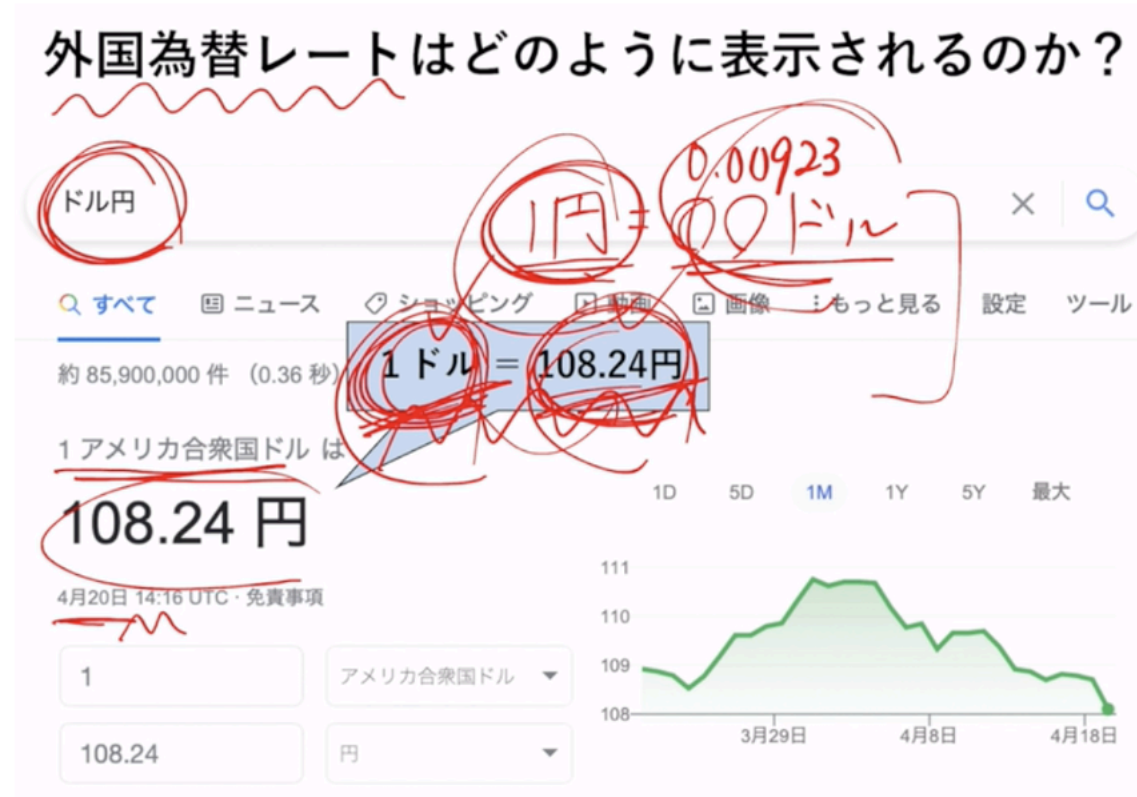 外国為替レートはどのように表示されるのか？
0.00923
ドル円
1円=〇〇ドル
すべて ニュース ショッピング 動画 画像 もっと見る 設定 ツール
約 85,900,000 件 （0.36 秒）
1 ドル = 108.24円
1 アメリカ合衆国ドル は
108.24 円
4月20日 14:16 UTC · 免責事項
1D 5D 1M 1Y 5Y 最大
1 アメリカ合衆国ドル
108.24 円
111
110
109
108
3月29日 4月8日 4月18日